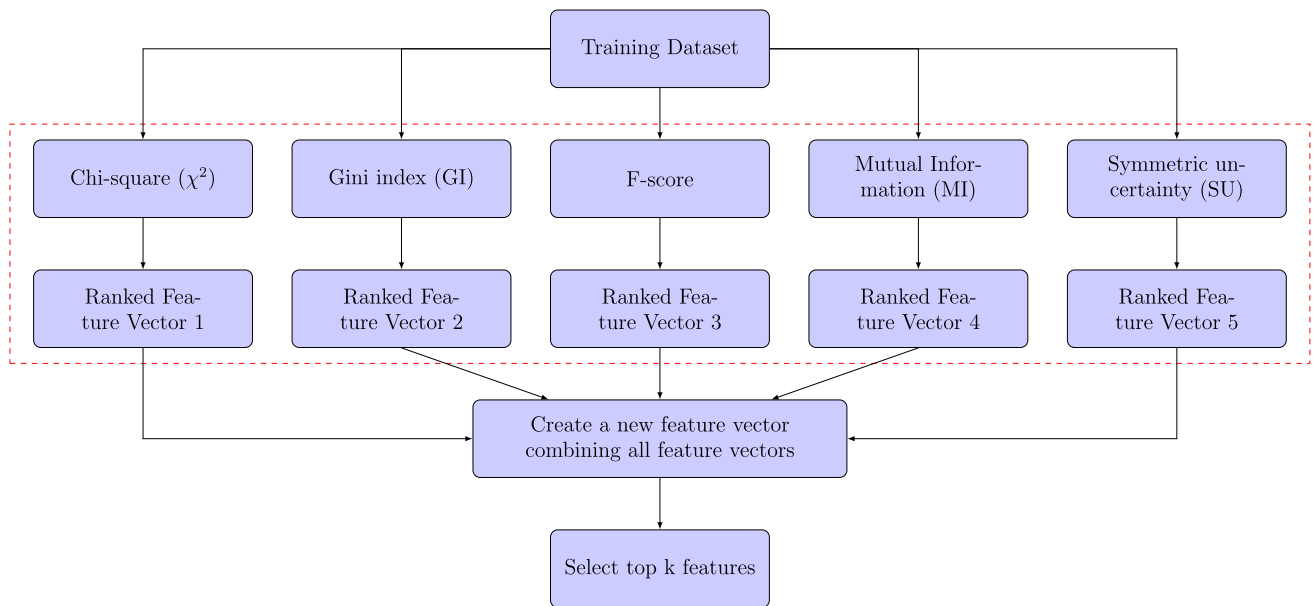 Training Dataset
Chi-square (χ²)
Gini index (GI)
F-score
Mutual Infor-
mation (MI)
Symmetric un-
certainty (SU)
Ranked Fea-
ture Vector 1
Ranked Fea-
ture Vector 2
Ranked Fea-
ture Vector 3
Ranked Fea-
ture Vector 4
Ranked Fea-
ture Vector 5
Create a new feature vector
combining all feature vectors
Select top k features